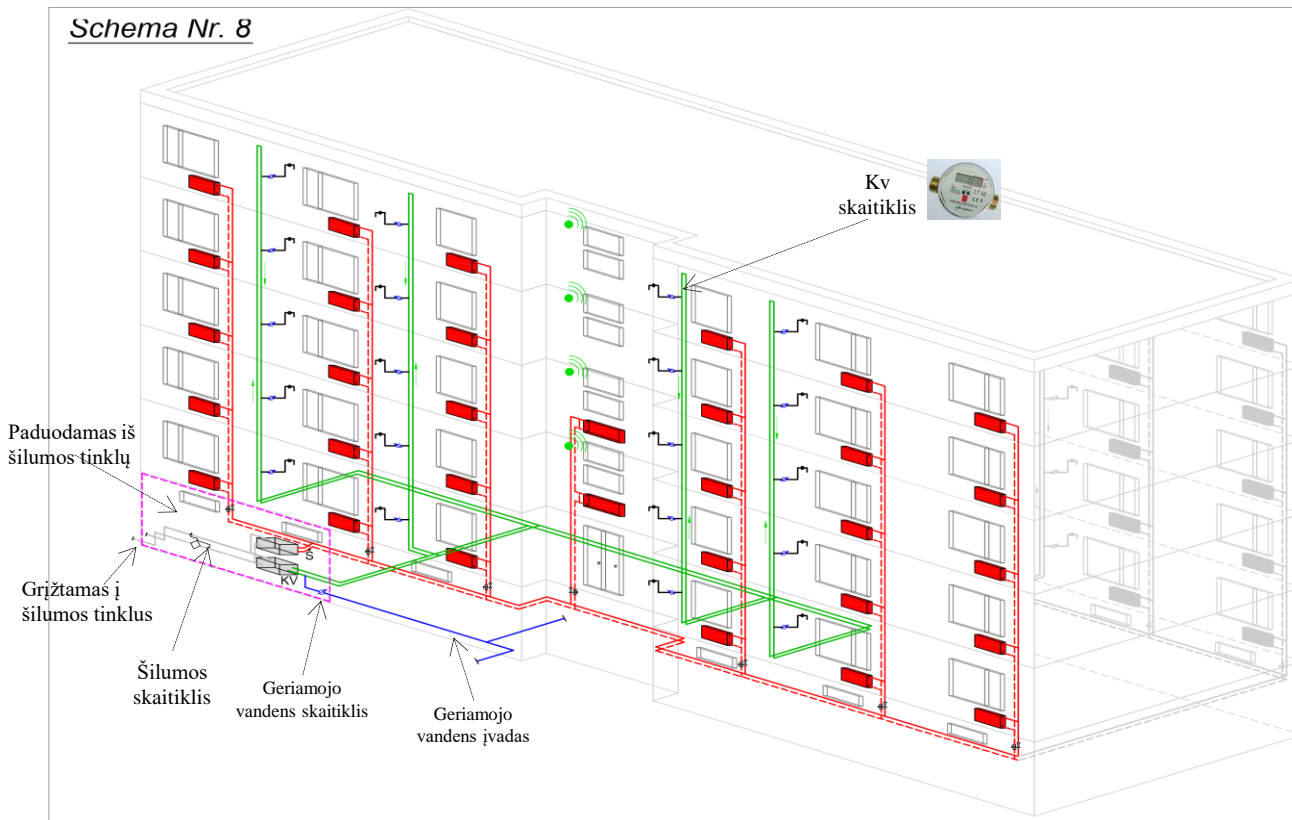 Schema Nr. 8
Kv
skaitiklis
Paduodamas iš
šilumos tinklų
Š
KV
Grįžtamas į
šilumos tinklus
Šilumos
skaitiklis
Geriamojo
vandens skaitiklis
Geriamojo
vandens įvadas